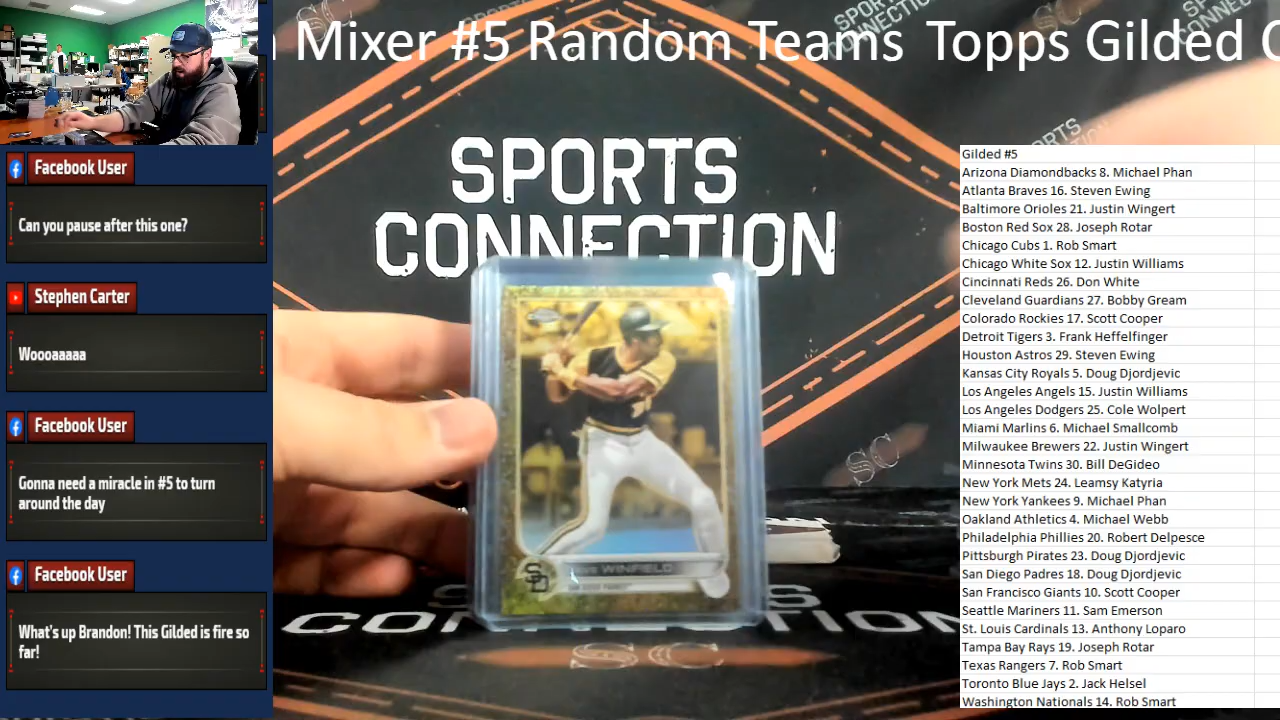 Mixer #5 Random Teams Topps Gilded
Facebook User
Can you pause after this one?
Stephen Carter
Woooaaaaa
Facebook User
Gonna need a miracle in #5 to turn
around the day
Facebook User
What's up Brandon! This Gilded is fire so
far!
SPORTS
CONNECTION
SC
SPORTS
CONNECTION
SPORTS
SC
WINFIELD
SD
CONNECTION
SC
Gilded #5
Arizona Diamondbacks 8. Michael Phan
Atlanta Braves 16. Steven Ewing
Baltimore Orioles 21. Justin Wingert
Boston Red Sox 28. Joseph Rotar
Chicago Cubs 1. Rob Smart
Chicago White Sox 12. Justin Williams
Cincinnati Reds 26. Don White
Cleveland Guardians 27. Bobby Gream
Colorado Rockies 17. Scott Cooper
Detroit Tigers 3. Frank Heffelfinger
Houston Astros 29. Steven Ewing
Kansas City Royals 5. Doug Djordjevic
Los Angeles Angels 15. Justin Williams
Los Angeles Dodgers 25. Cole Wolpert
Miami Marlins 6. Michael Smallcomb
Milwaukee Brewers 22. Justin Wingert
Minnesota Twins 30. Bill DeGideo
New York Mets 24. Leamsy Katyria
New York Yankees 9. Michael Phan
Oakland Athletics 4. Michael Webb
Philadelphia Phillies 20. Robert Delpesce
Pittsburgh Pirates 23. Doug Djordjevic
San Diego Padres 18. Doug Djordjevic
San Francisco Giants 10. Scott Cooper
Seattle Mariners 11. Sam Emerson
St. Louis Cardinals 13. Anthony Loparo
Tampa Bay Rays 19. Joseph Rotar
Texas Rangers 7. Rob Smart
Toronto Blue Jays 2. Jack Helsel
Washington Nationals 14. Rob Smart